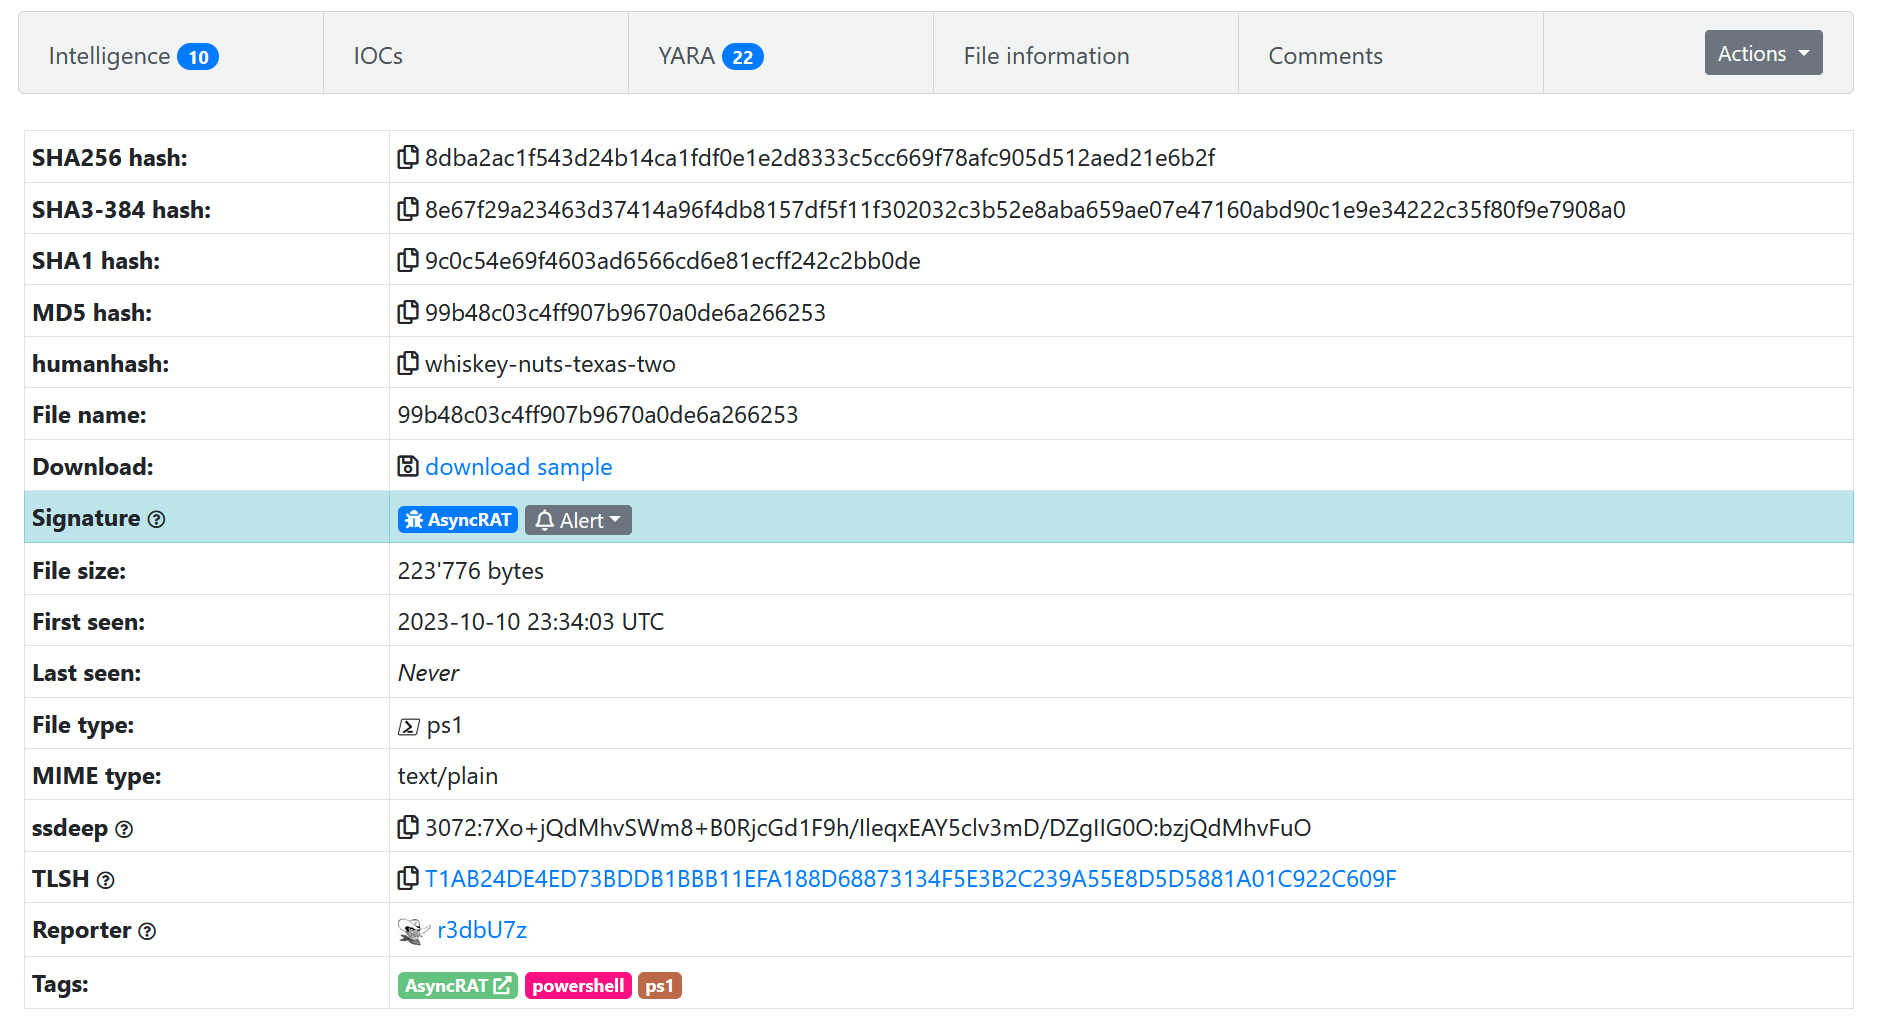 Intelligence 10 IOCs YARA 22 File information Comments Actions
SHA256 hash: 8dba2ac1f543d24b14ca1fdf0e1e2d8333c5cc669f78afc905d512aed21e6b2f
SHA3-384 hash: 8e67f29a23463d37414a96f4db8157df5f11f302032c3b52e8aba659ae07e47160abd90c1e9e34222c35f80f9e7908a0
SHA1 hash: 9c0c54e69f4603ad6566cd6e81ecff242c2bb0de
MD5 hash: 99b48c03c4ff907b9670a0de6a266253
humanhash: whiskey-nuts-texas-two
File name: 99b48c03c4ff907b9670a0de6a266253
Download: download sample
Signature AsyncRAT Alert
File size: 223'776 bytes
First seen: 2023-10-10 23:34:03 UTC
Last seen: Never
File type: ps1
MIME type: text/plain
ssdeep 3072:7Xo+jQdMhvSWm8+B0RjcGd1F9h/IleqxEAY5clv3mD/DZgIIG0O:bzjQdMhvFuO
TLSH T1AB24DE4ED73BDDB1BBB11EFA188D68873134F5E3B2C239A55E8D5D5881A01C922C609F
Reporter r3dbU7z
Tags: AsyncRAT powershell ps1